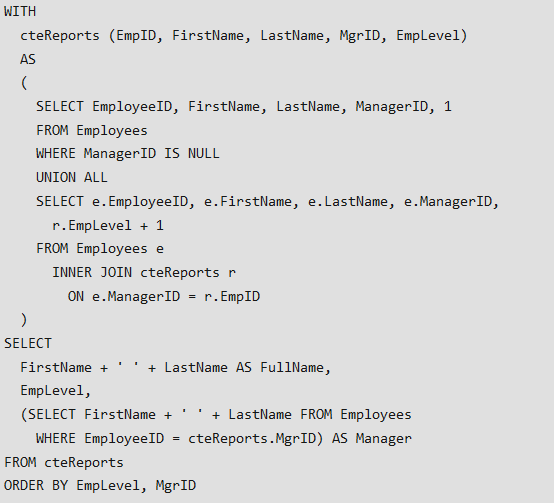 WITH
  cteReports (EmpID, FirstName, LastName, MgrID, EmpLevel)
  AS
  (
    SELECT EmployeeID, FirstName, LastName, ManagerID, 1
    FROM Employees
    WHERE ManagerID IS NULL
    UNION ALL
    SELECT e.EmployeeID, e.FirstName, e.LastName, e.ManagerID,
      r.EmpLevel + 1
    FROM Employees e
      INNER JOIN cteReports r
        ON e.ManagerID = r.EmpID
  )
SELECT
  FirstName + ' ' + LastName AS FullName,
  EmpLevel,
  (SELECT FirstName + ' ' + LastName FROM Employees
    WHERE EmployeeID = cteReports.MgrID) AS Manager
FROM cteReports
ORDER BY EmpLevel, MgrID